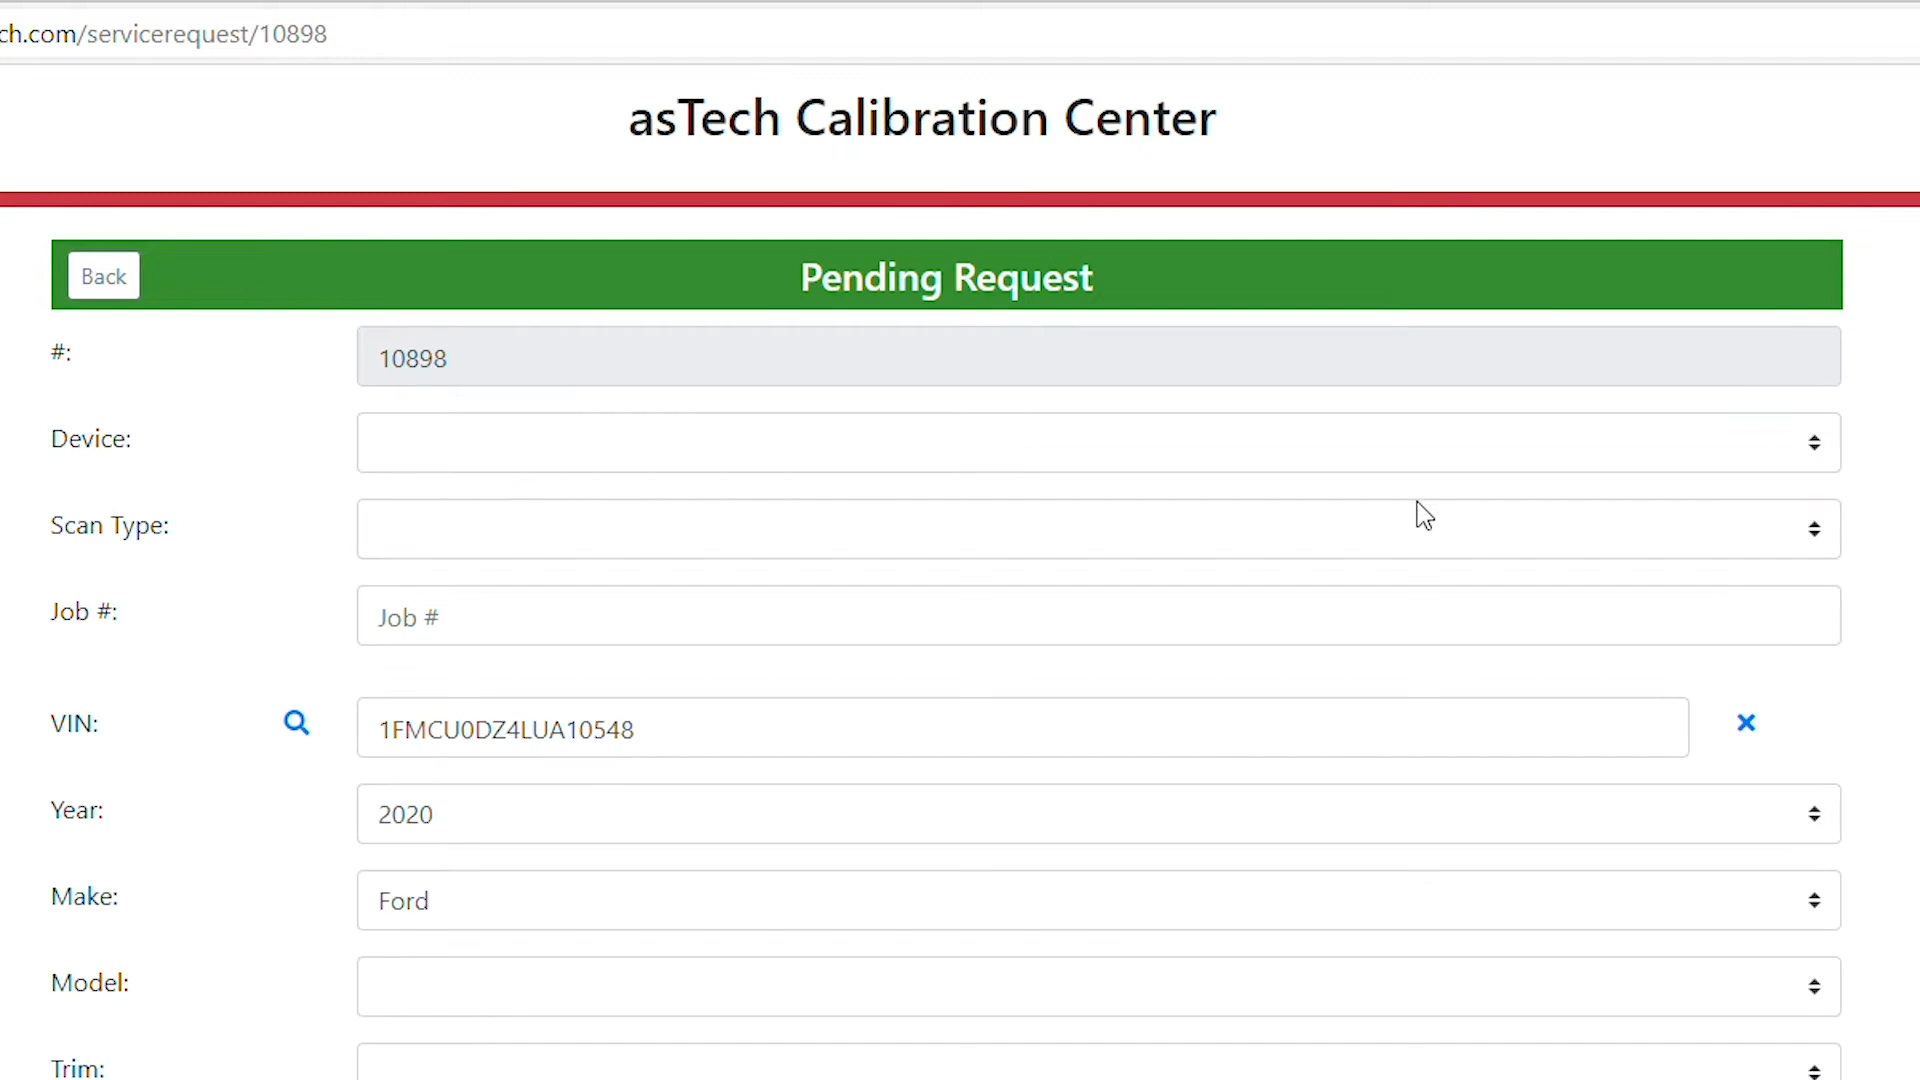 ch.com/servicerequest/10898
asTech Calibration Center
Back
Pending Request
#:
10898
Device:
Scan Type:
Job #:
Job #
VIN:
1FMCU0DZ4LUA10548
Year:
2020
Make:
Ford
Model:
Trim: